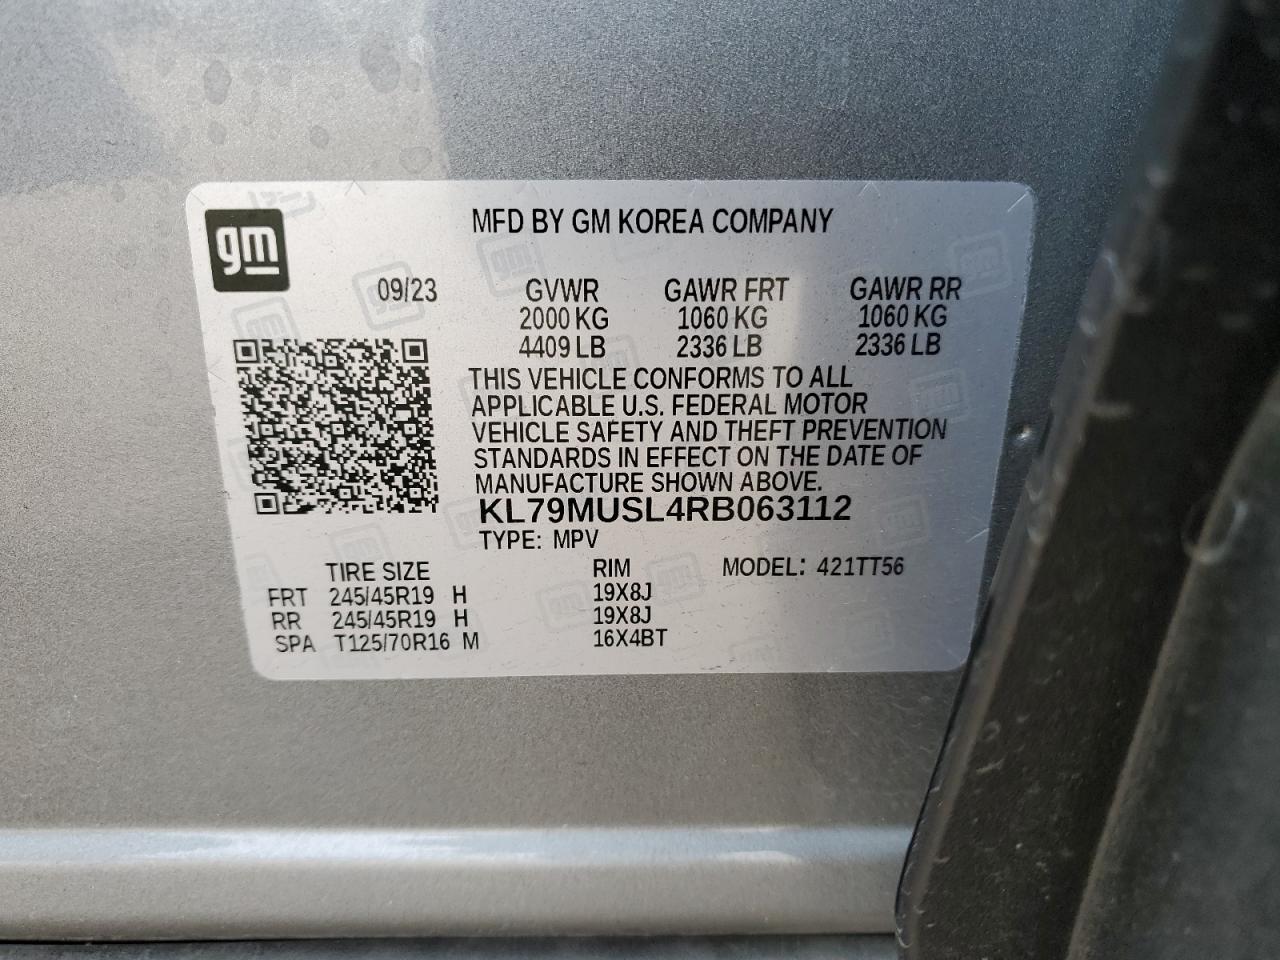 gm
MFD BY GM KOREA COMPANY
09/23 GVWR GAWR FRT GAWR RR
2000 KG 1060 KG 1060 KG
4409 LB 2336 LB 2336 LB
THIS VEHICLE CONFORMS TO ALL
APPLICABLE U.S. FEDERAL MOTOR
VEHICLE SAFETY AND THEFT PREVENTION
STANDARDS IN EFFECT ON THE DATE OF
MANUFACTURE SHOWN ABOVE.
KL79MUSL4RB063112
TYPE: MPV
TIRE SIZE RIM MODEL: 421TT56
FRT 245/45R19 H 19X8J
RR 245/45R19 H 19X8J
SPA T125/70R16 M 16X4BT